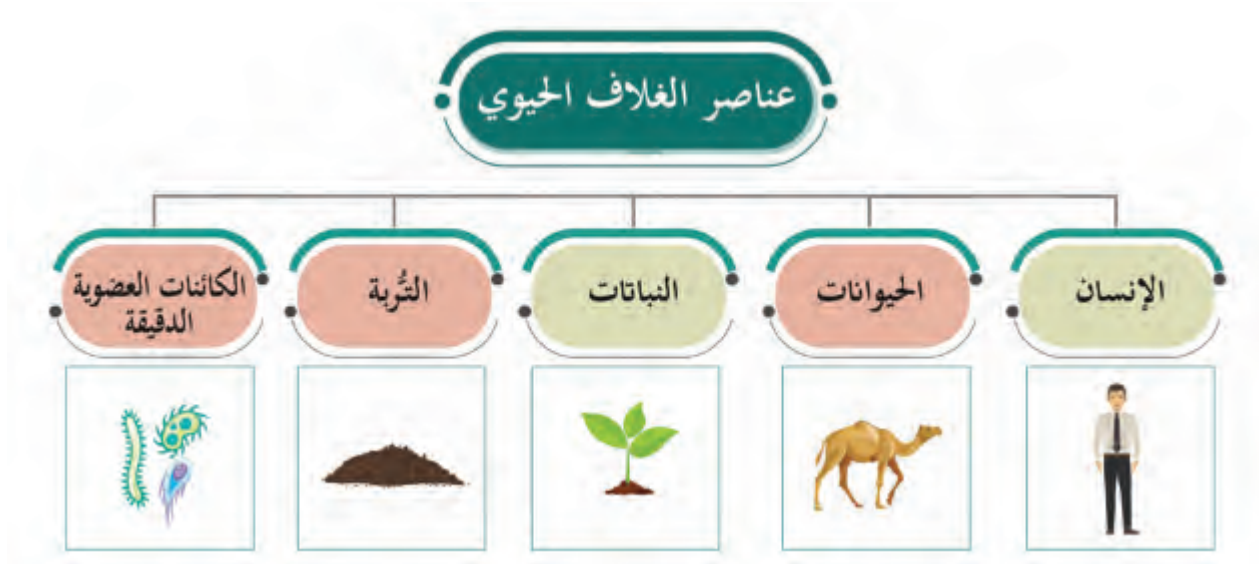 عناصر الغلاف الحيوي
الإنسان
الحيوانات
النباتات
التُّربة
الكائنات العضوية
الدقيقة